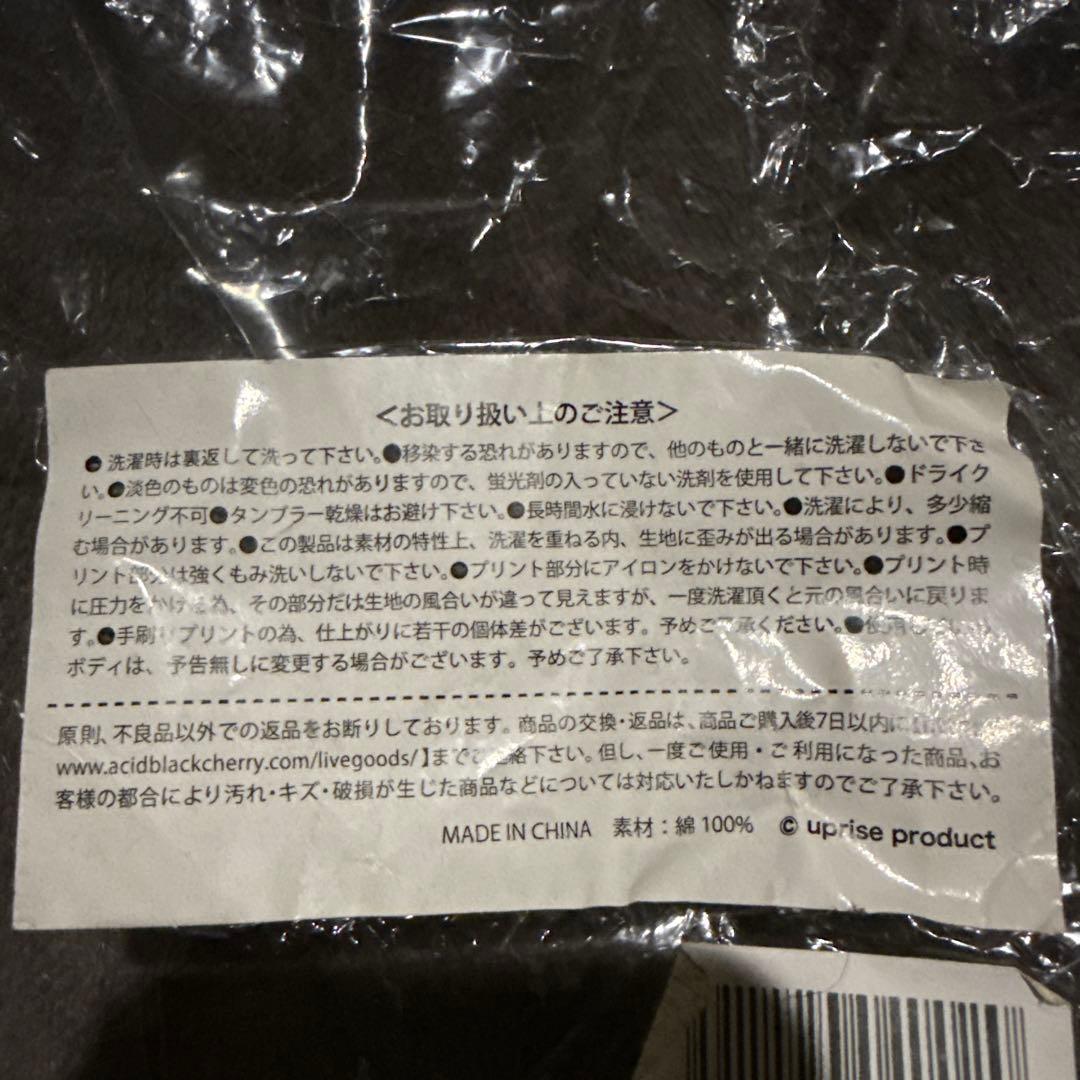 ＜お取り扱い上のご注意＞
●洗濯時は裏返して洗って下さい。●移染する恐れがありますので、他のものと一緒に洗濯しないで下さ
い。●淡色のものは変色の恐れがありますので、蛍光剤の入っていない洗剤を使用して下さい。●ドライク
リーニング不可●タンブラー乾燥はお避け下さい。●長時間水に浸けないで下さい。●洗濯により、多少縮
む場合があります。●この製品は素材の特性上、洗濯を重ねる内、生地に歪みが出る場合があります。●プ
リント部分は強くもみ洗いしないで下さい。●プリント部分にアイロンをかけないで下さい。●プリント時
に圧力をかける為、その部分だけは生地の風合いが違って見えますが、一度洗濯頂くと元の風合いに戻りま
す。●手刷りプリントの為、仕上がりに若干の個体差がございます。予めご了承ください。●
ボディは、予告無しに変更する場合がございます。予めご了承下さい。
原則、不良品以外での返品をお断りしております。商品の交換・返品は、商品ご購入後7日以内に
www.acidblackcherry.com/livegoods/】までご連絡下さい。但し、一度ご使用・ご利用になった商品、お
客様の都合により汚れ・キズ・破損が生じた商品などについては対応いたしかねますのでご了承下さい。
MADE IN CHINA 素材：綿100% © uprise product